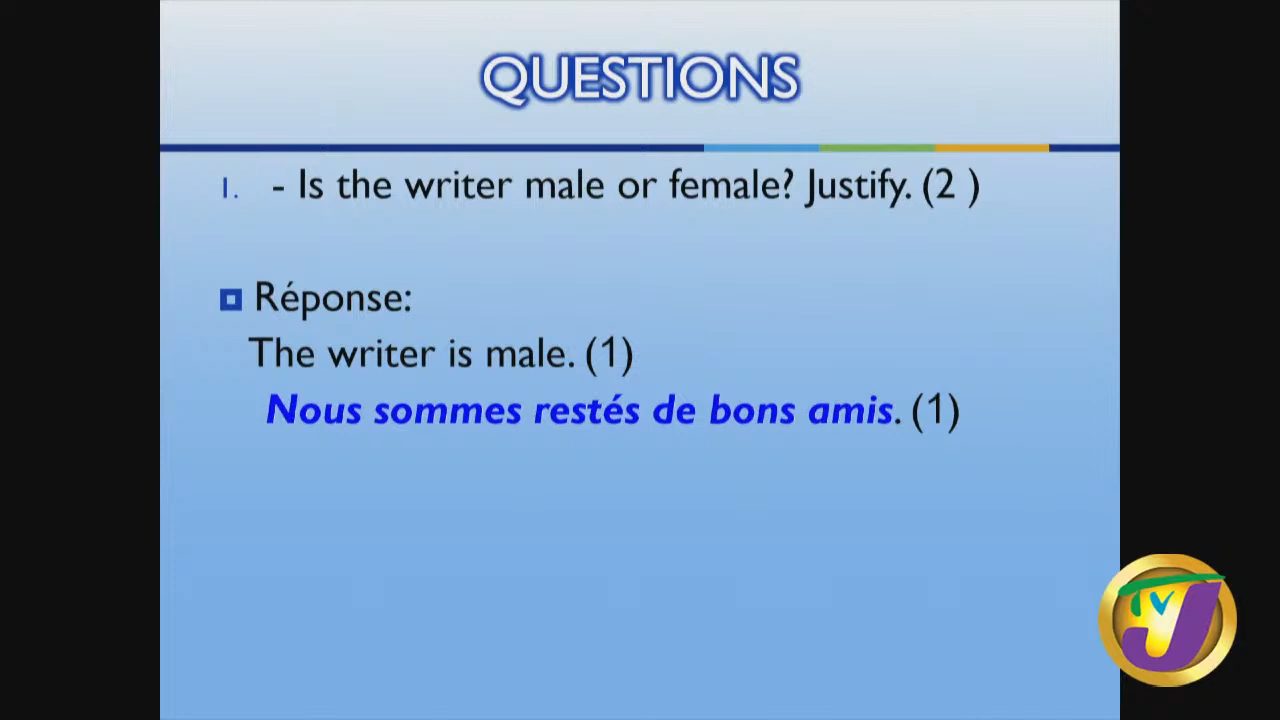 QUESTIONS
1. - Is the writer male or female? Justify. (2 )
Réponse:
The writer is male. (1)
Nous sommes restés de bons amis. (1)
TVJ